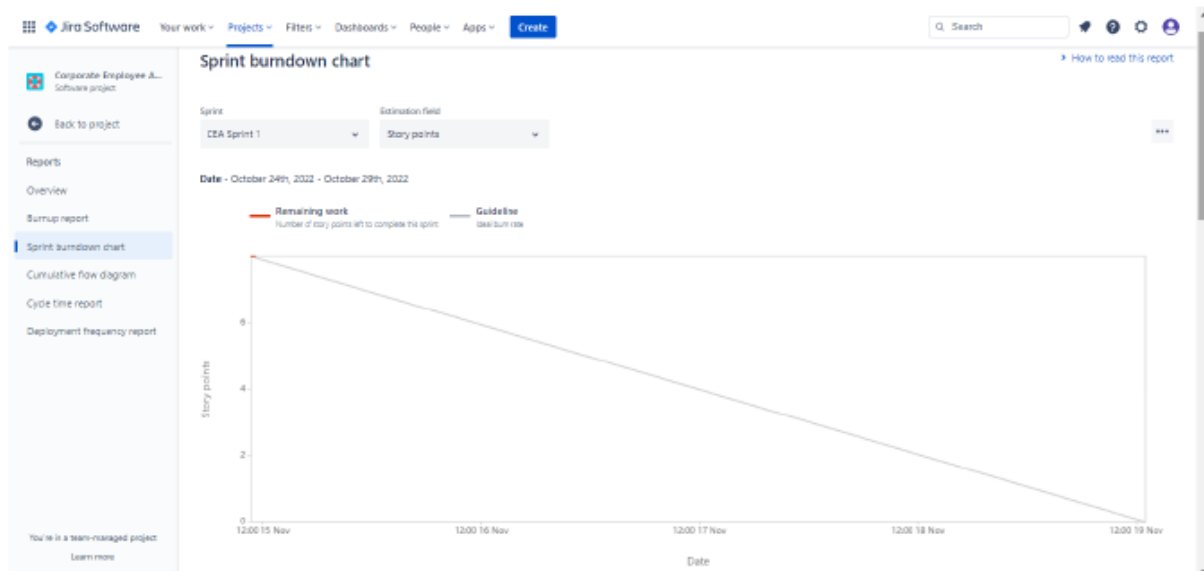 Jira Software Your work Projects Filters Dashboards People Apps Create Search
Corporate Employee A...
Software project
Back to project
Reports
Overview
Burnup report
Sprint burndown chart
Cumulative flow diagram
Cycle time report
Deployment frequency report
You're in a team-managed project
Learn more
Sprint burndown chart
How to read this report
Sprint Estimation field
CEA Sprint 1 Story points
Date - October 24th, 2022 - October 29th, 2022
Remaining work Guideline
Number of story points left to complete this sprint Ideal burn rate
Story points
6
4
2
0
12:00 15 Nov 12:00 16 Nov 12:00 17 Nov 12:00 18 Nov 12:00 19 Nov
Date